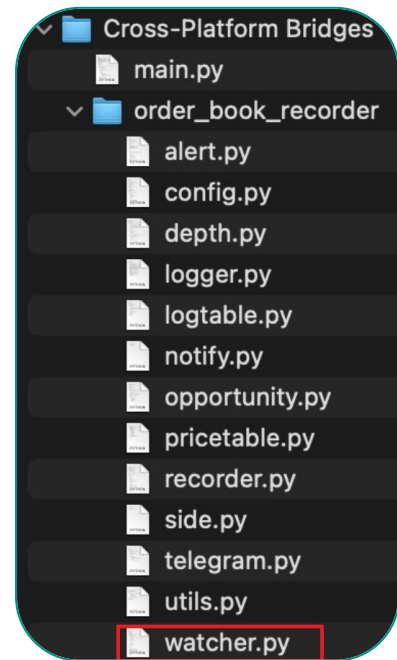 Cross-Platform Bridges
main.py
order_book_recorder
alert.py
config.py
depth.py
logger.py
logtable.py
notify.py
opportunity.py
pricetable.py
recorder.py
side.py
telegram.py
utils.py
watcher.py